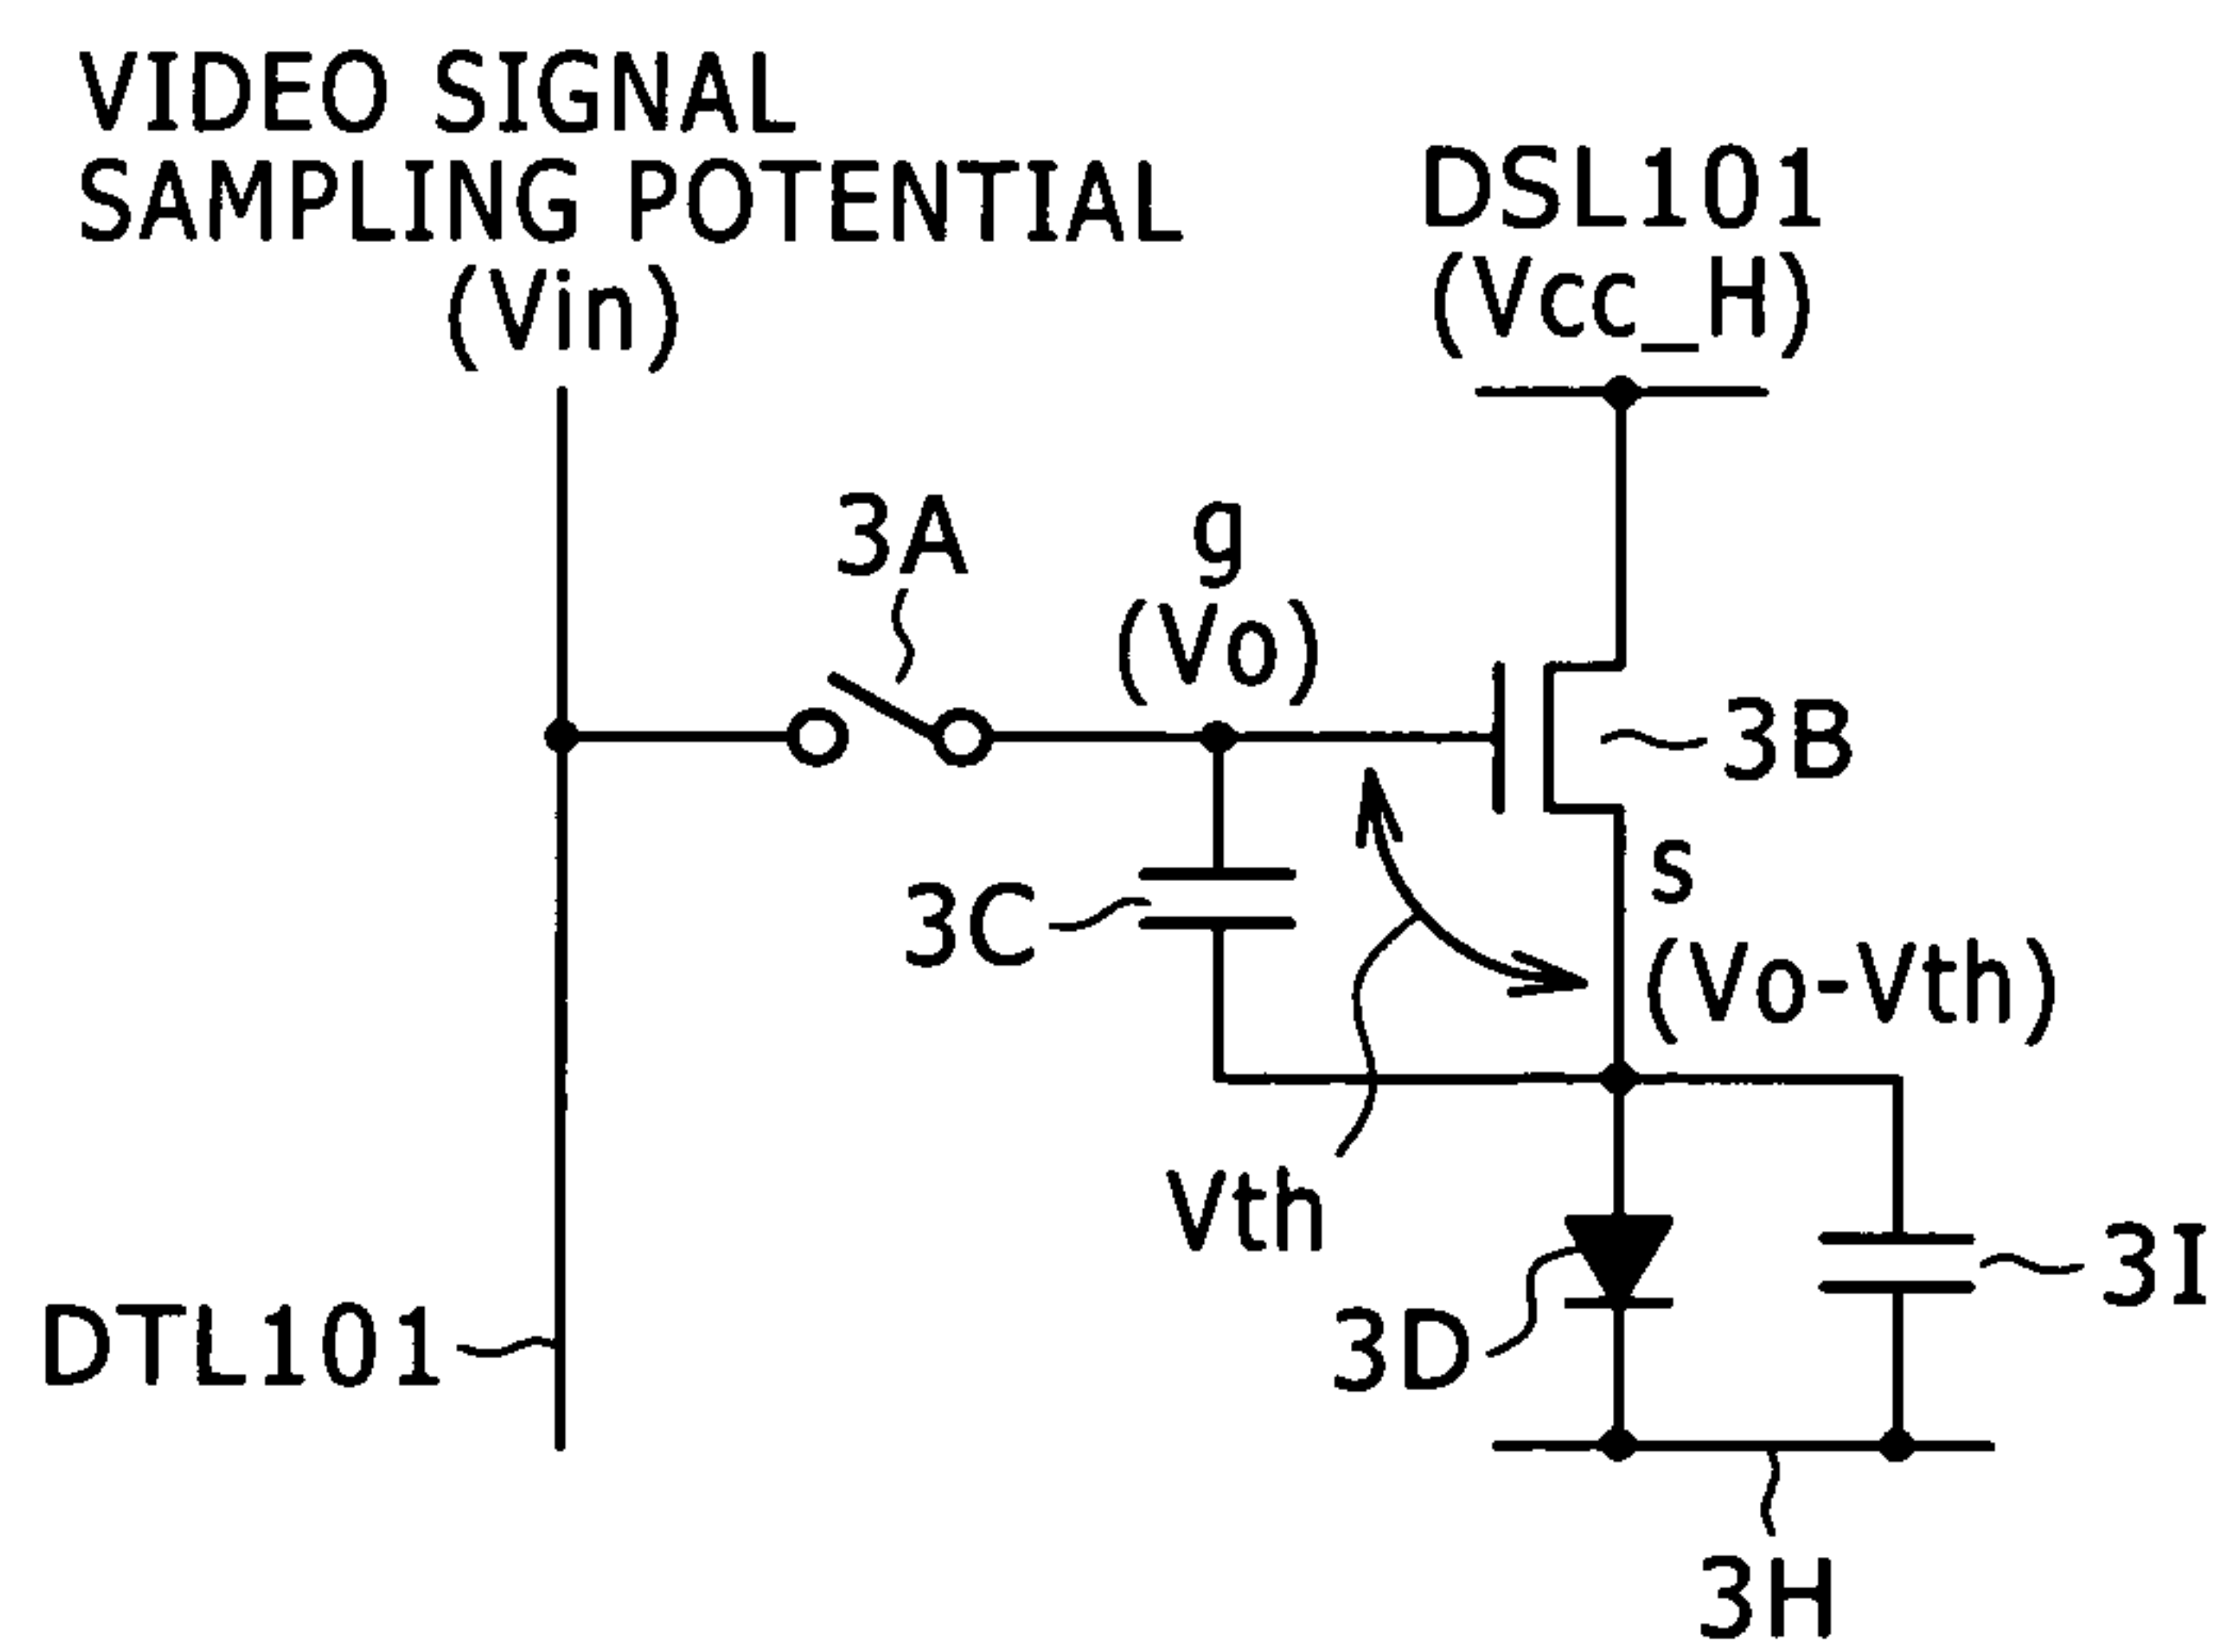 VIDEO SIGNAL
SAMPLING POTENTIAL
(Vin)
DSL101
(Vcc_H)
3A
g
(Vo)
3B
3C
s
(Vo-Vth)
Vth
3D
3I
DTL101
3H